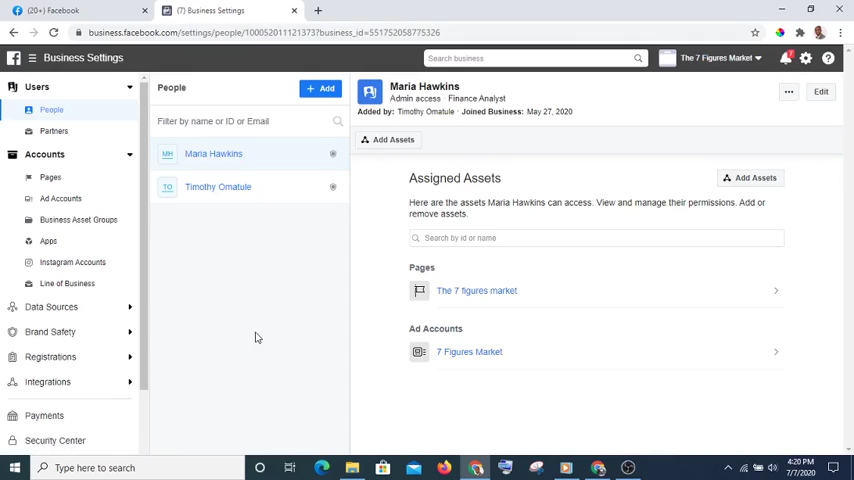 (20+) Facebook
(7) Business Settings
business.facebook.com/settings/people/100052011121373?business_id=551752058775326
Business Settings
Search business
The 7 Figures Market
7
Users
People
Partners
Accounts
Pages
Ad Accounts
Business Asset Groups
Apps
Instagram Accounts
Line of Business
Data Sources
Brand Safety
Registrations
Integrations
Payments
Security Center
People
+ Add
Filter by name or ID or Email
MH Maria Hawkins
TO Timothy Omatule
Maria Hawkins
Admin access · Finance Analyst
Added by: Timothy Omatule · Joined Business: May 27, 2020
Edit
Add Assets
Assigned Assets
Add Assets
Here are the assets Maria Hawkins can access. View and manage their permissions. Add or
remove assets.
Search by id or name
Pages
The 7 figures market
Ad Accounts
7 Figures Market
Type here to search
4:20 PM
7/7/2020